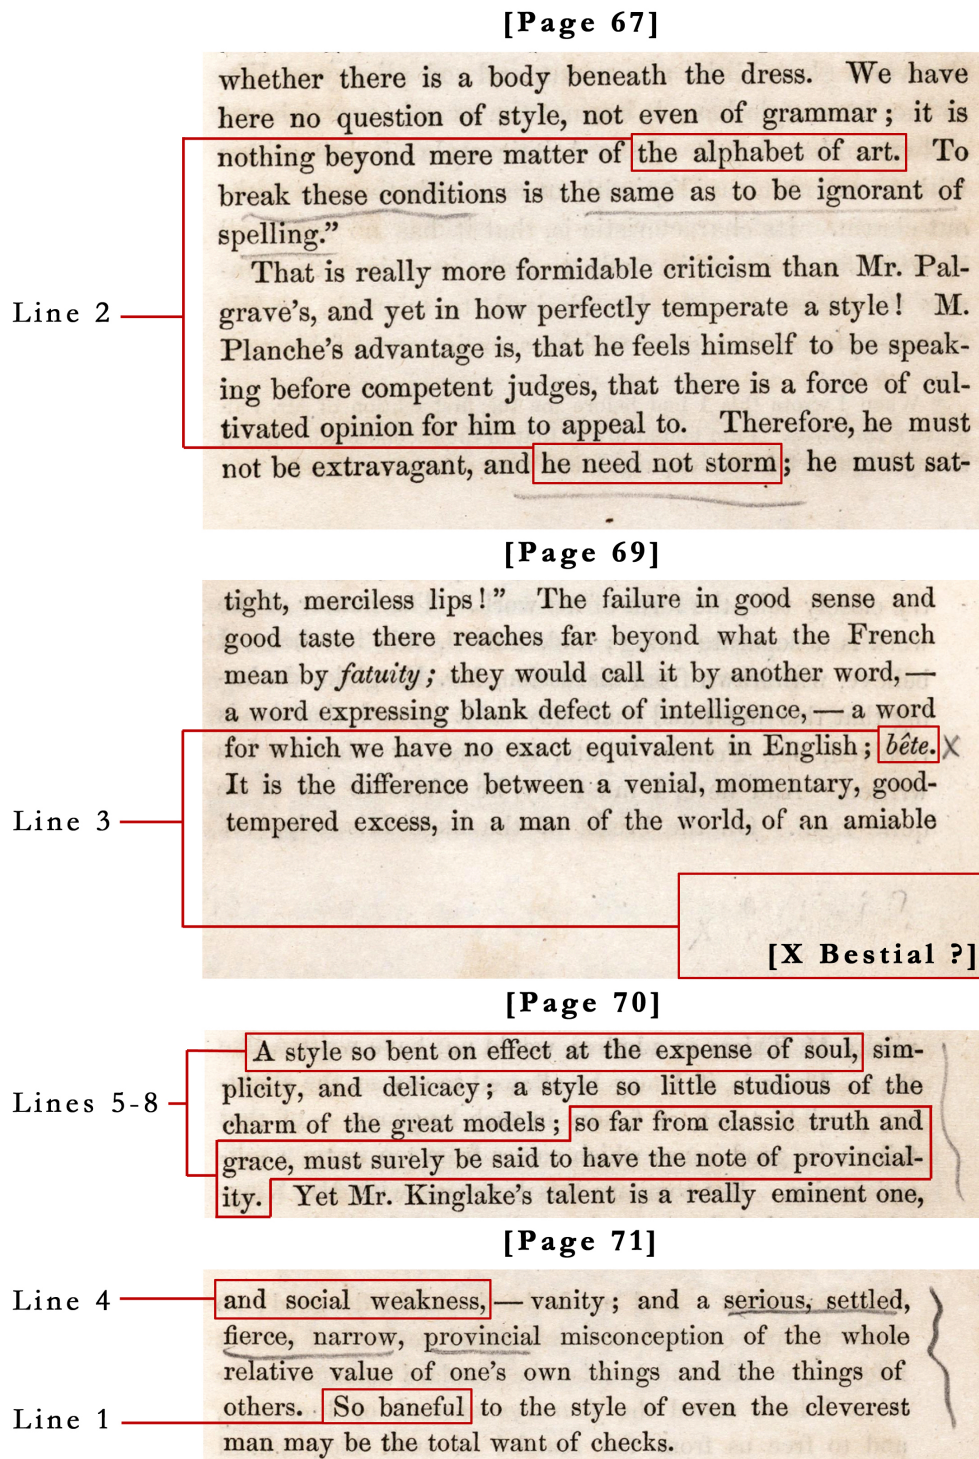 [Page 67]
whether there is a body beneath the dress. We have
here no question of style, not even of grammar; it is
nothing beyond mere matter of the alphabet of art. To
break these conditions is the same as to be ignorant of
spelling.”
That is really more formidable criticism than Mr. Pal-
grave’s, and yet in how perfectly temperate a style! M.
Line 2
Planche’s advantage is, that he feels himself to be speak-
ing before competent judges, that there is a force of cul-
tivated opinion for him to appeal to. Therefore, he must
not be extravagant, and he need not storm; he must sat-
[Page 69]
tight, merciless lips!” The failure in good sense and
good taste there reaches far beyond what the French
mean by fatuity; they would call it by another word,—
a word expressing blank defect of intelligence,—a word
for which we have no exact equivalent in English; bête. X
It is the difference between a venial, momentary, good-
tempered excess, in a man of the world, of an amiable
Line 3
[X Bestial ?]
[Page 70]
A style so bent on effect at the expense of soul, sim-
plicity, and delicacy; a style so little studious of the
Lines 5-8
charm of the great models; so far from classic truth and
grace, must surely be said to have the note of provincial-
ity. Yet Mr. Kinglake’s talent is a really eminent one,
[Page 71]
Line 4
and social weakness,—vanity; and a serious, settled,
fierce, narrow, provincial misconception of the whole
relative value of one’s own things and the things of
others. So baneful to the style of even the cleverest
Line 1
man may be the total want of checks.